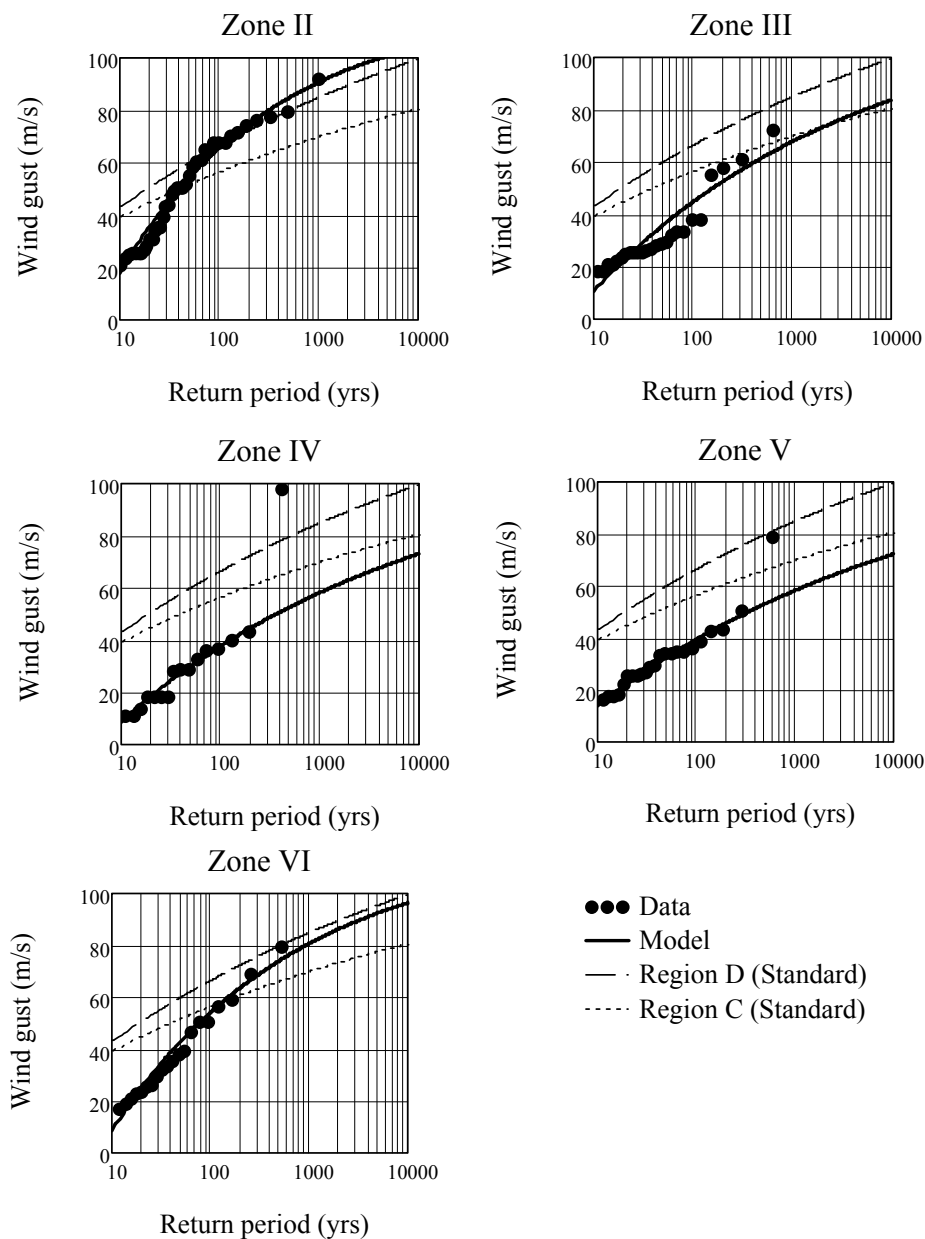 Zone II
Wind gust (m/s)
100
80
60
40
20
0
10 100 1000 10000
Return period (yrs)
Zone III
Wind gust (m/s)
100
80
60
40
20
0
10 100 1000 10000
Return period (yrs)
Zone IV
Wind gust (m/s)
100
80
60
40
20
0
10 100 1000 10000
Return period (yrs)
Zone V
Wind gust (m/s)
100
80
60
40
20
0
10 100 1000 10000
Return period (yrs)
Zone VI
Wind gust (m/s)
100
80
60
40
20
0
10 100 1000 10000
Return period (yrs)
Data
Model
Region D (Standard)
Region C (Standard)